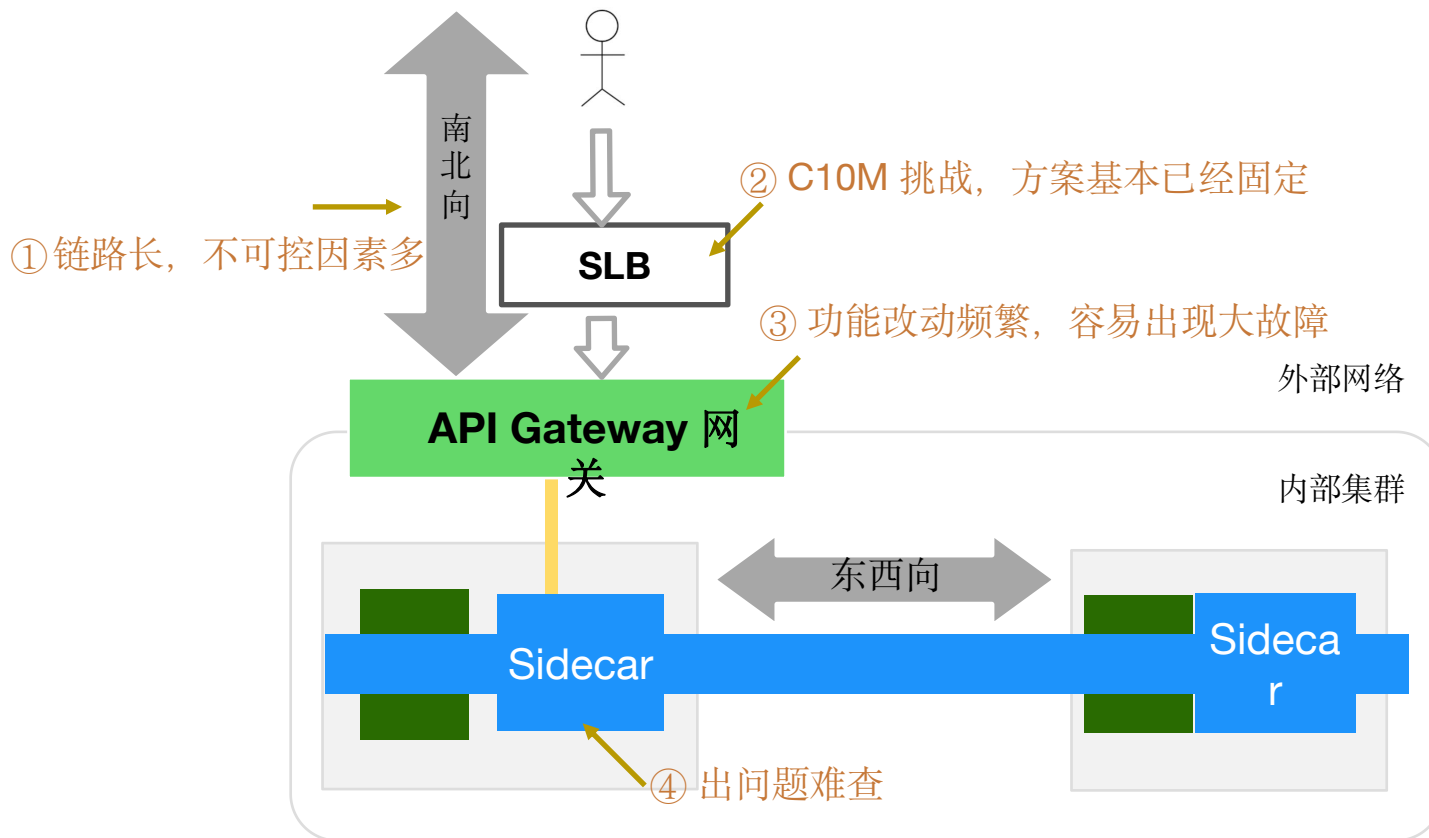 南
北
向
② C10M 挑战，方案基本已经固定
①链路长，不可控因素多
SLB
③ 功能改动频繁，容易出现大故障
外部网络
API Gateway 网
关
内部集群
东西向
Sidecar
Sideca
r
④ 出问题难查